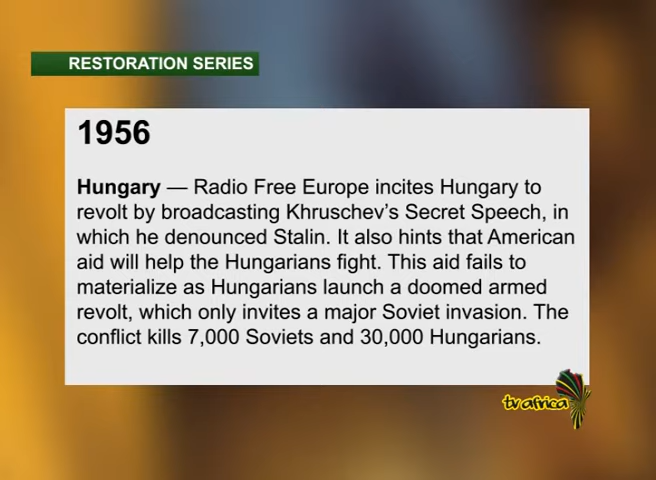 RESTORATION SERIES
1956
Hungary — Radio Free Europe incites Hungary to
revolt by broadcasting Khruschev’s Secret Speech, in
which he denounced Stalin. It also hints that American
aid will help the Hungarians fight. This aid fails to
materialize as Hungarians launch a doomed armed
revolt, which only invites a major Soviet invasion. The
conflict kills 7,000 Soviets and 30,000 Hungarians.
tv africa